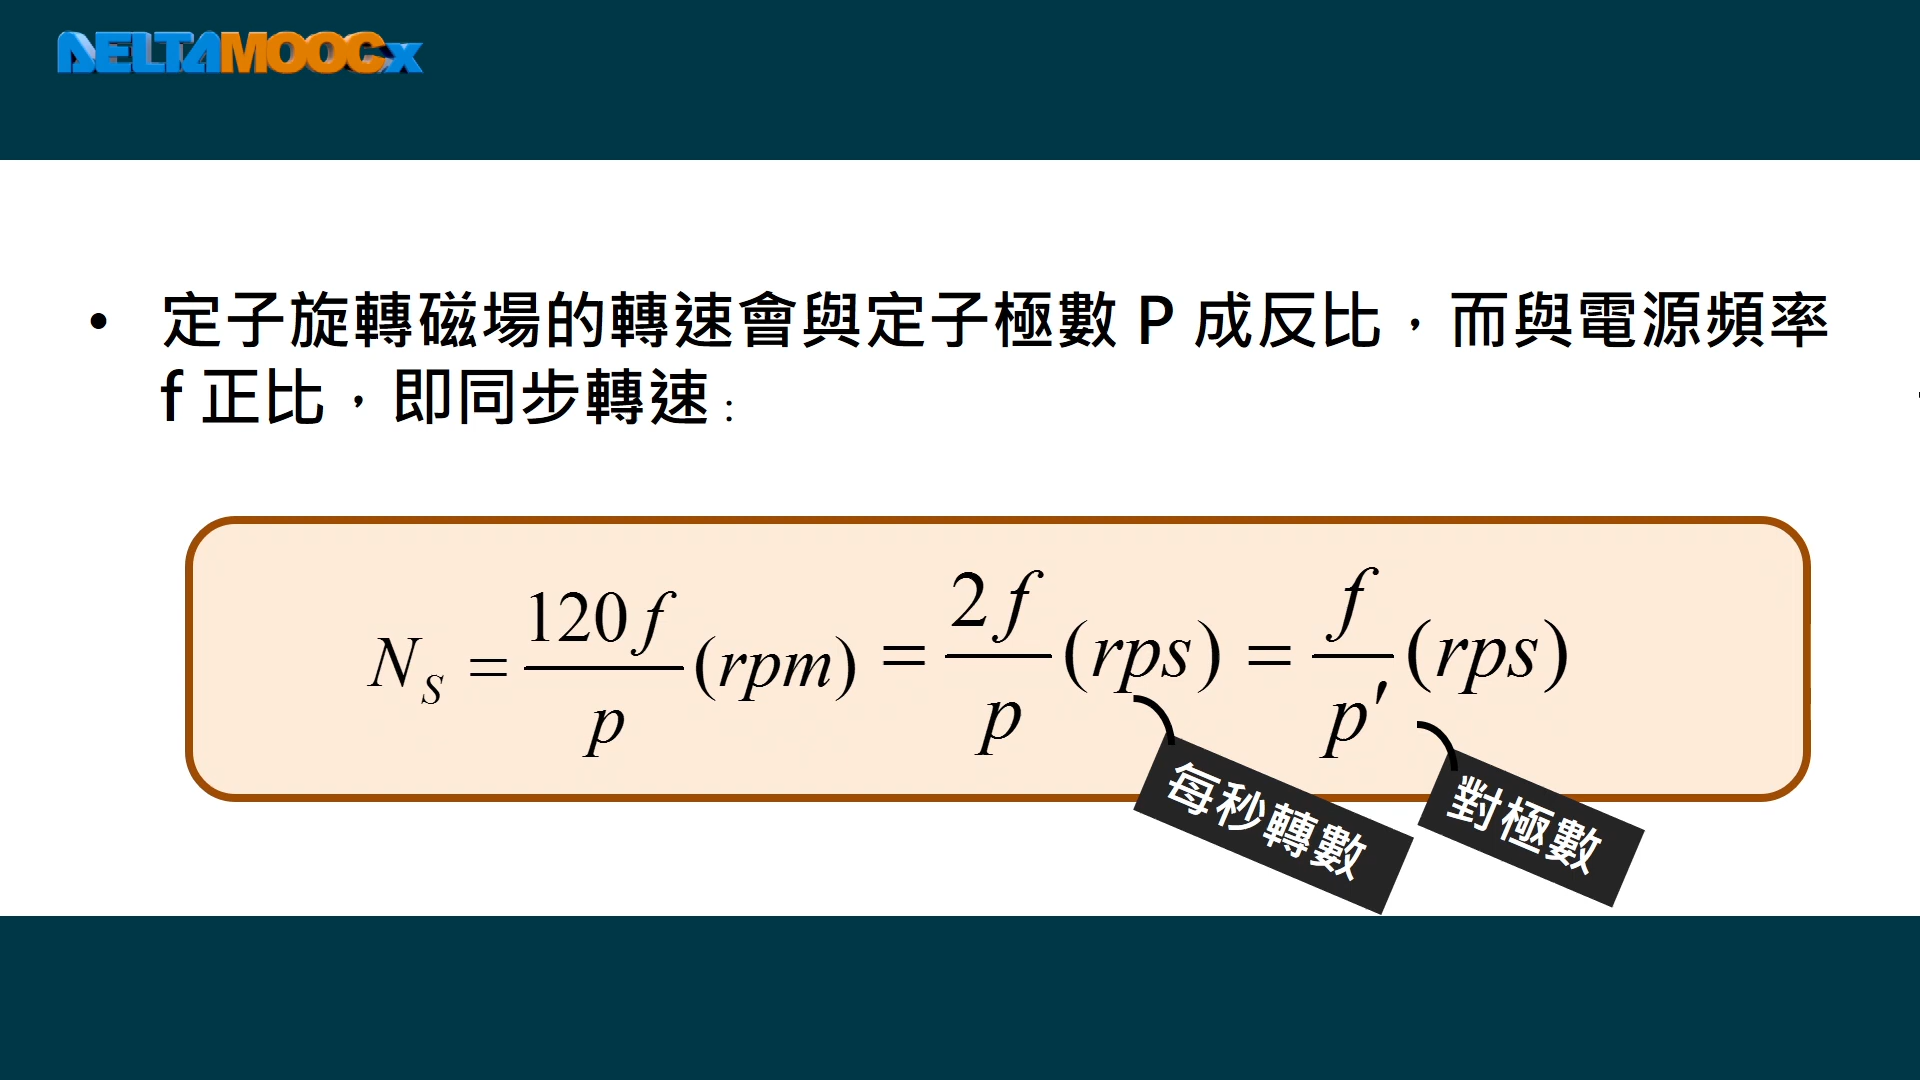 DELTAMOOCx
• 定子旋轉磁場的轉速會與定子極數 P 成反比，而與電源頻率
f 正比，即同步轉速：
N_S = 120f/p (rpm) = 2f/p (rps) = f/p′ (rps)
每秒轉數
對極數